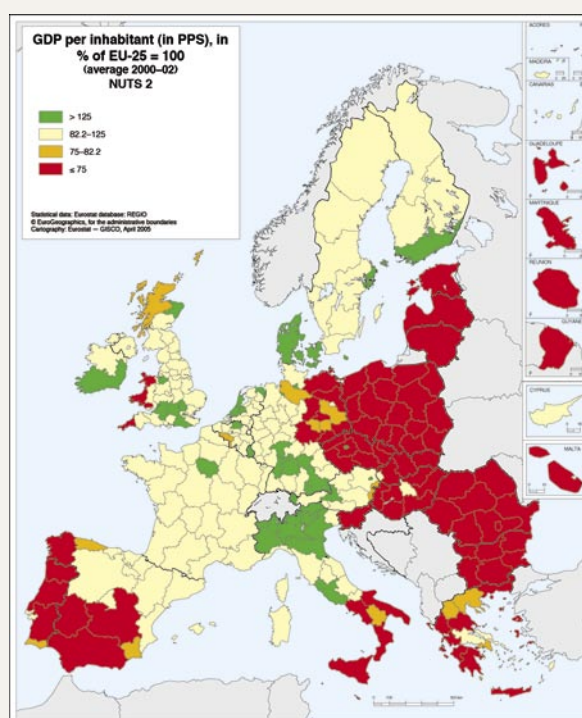 GDP per inhabitant (in PPS), in
% of EU-25 = 100
(average 2000–02)
NUTS 2
> 125
82.2–125
75–82.2
≤ 75
Statistical data: Eurostat database: REGIO
© EuroGeographics, for the administrative boundaries
Cartography: Eurostat — GISCO, April 2005
AÇORES
MADEIRA
CANARIAS
GUADELOUPE
MARTINIQUE
RÉUNION
GUYANE
CYPRUS
MALTA